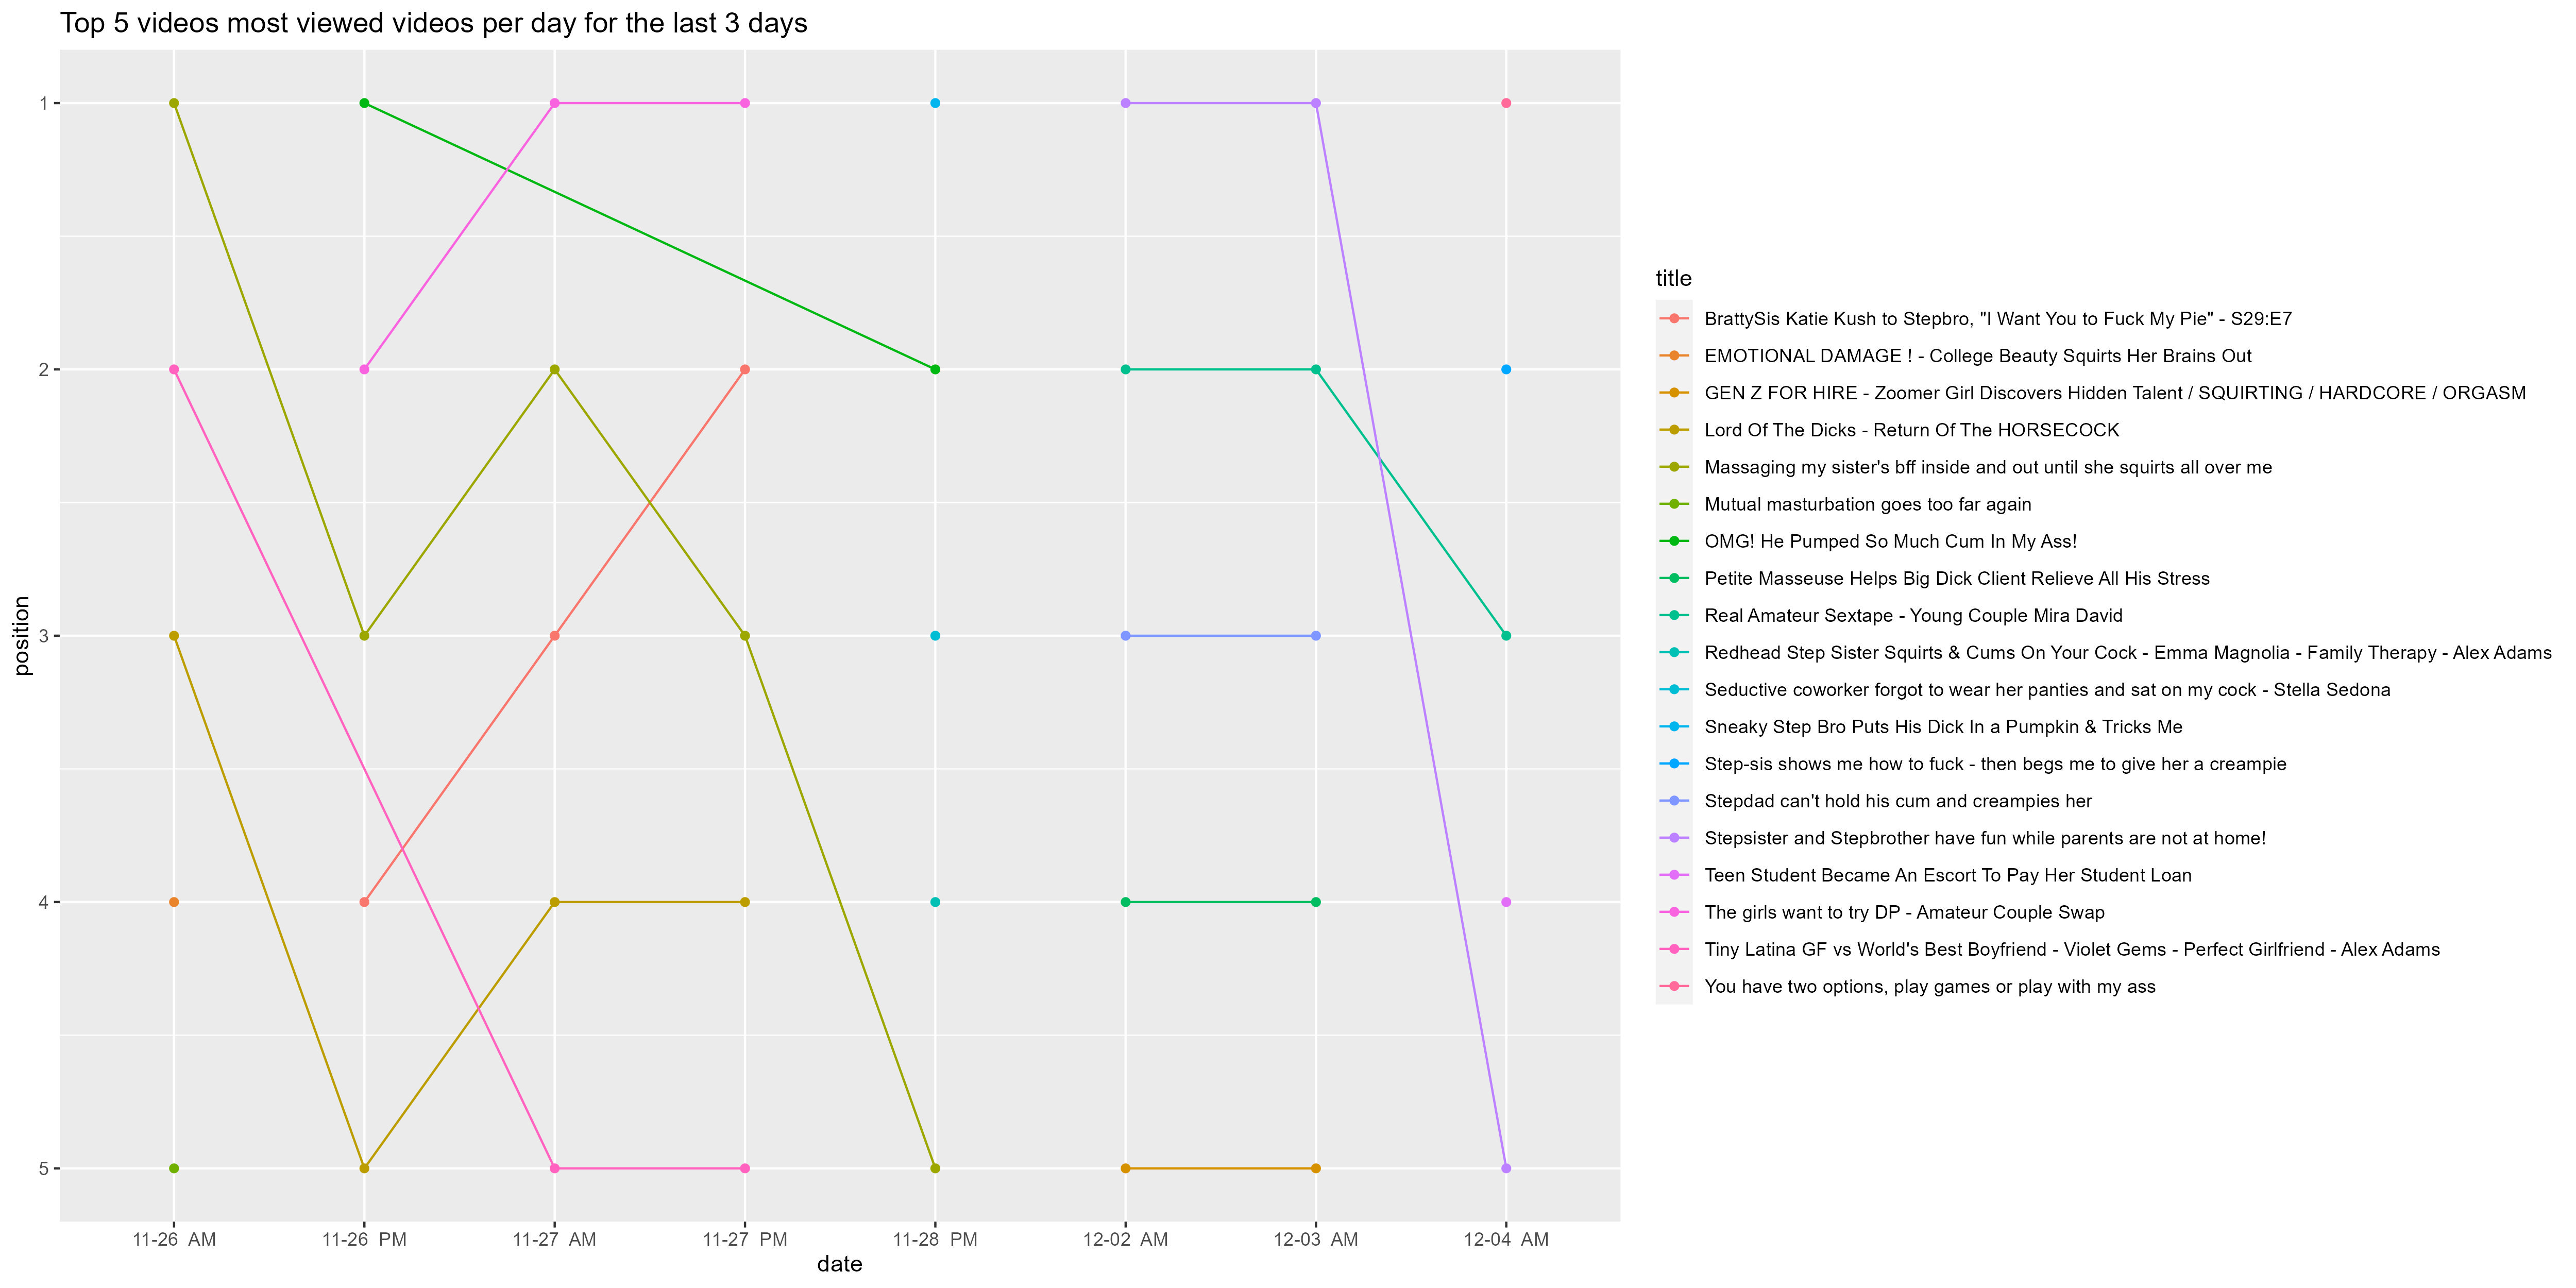 Top 5 videos most viewed videos per day for the last 3 days
position
1
2
3
4
5
11-26 AM
11-26 PM
11-27 AM
11-27 PM
11-28 PM
12-02 AM
12-03 AM
12-04 AM
date
title
BrattySis Katie Kush to Stepbro, "I Want You to Fuck My Pie" - S29:E7
EMOTIONAL DAMAGE ! - College Beauty Squirts Her Brains Out
GEN Z FOR HIRE - Zoomer Girl Discovers Hidden Talent / SQUIRTING / HARDCORE / ORGASM
Lord Of The Dicks - Return Of The HORSECOCK
Massaging my sister's bff inside and out until she squirts all over me
Mutual masturbation goes too far again
OMG! He Pumped So Much Cum In My Ass!
Petite Masseuse Helps Big Dick Client Relieve All His Stress
Real Amateur Sextape - Young Couple Mira David
Redhead Step Sister Squirts & Cums On Your Cock - Emma Magnolia - Family Therapy - Alex Adams
Seductive coworker forgot to wear her panties and sat on my cock - Stella Sedona
Sneaky Step Bro Puts His Dick In a Pumpkin & Tricks Me
Step-sis shows me how to fuck - then begs me to give her a creampie
Stepdad can't hold his cum and creampies her
Stepsister and Stepbrother have fun while parents are not at home!
Teen Student Became An Escort To Pay Her Student Loan
The girls want to try DP - Amateur Couple Swap
Tiny Latina GF vs World's Best Boyfriend - Violet Gems - Perfect Girlfriend - Alex Adams
You have two options, play games or play with my ass